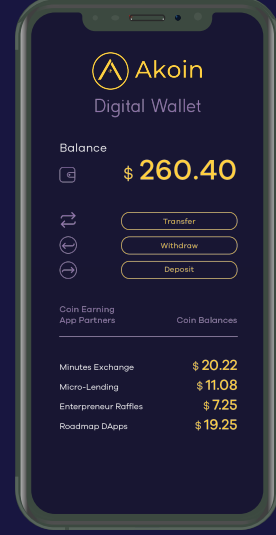 Akoin
Digital Wallet
Balance
$ 260.40
Transfer
Withdraw
Deposit
Coin Earning
App Partners Coin Balances
Minutes Exchange $ 20.22
Micro-Lending $ 11.08
Enterpreneur Raffles $ 7.25
Roadmap DApps $ 19.25